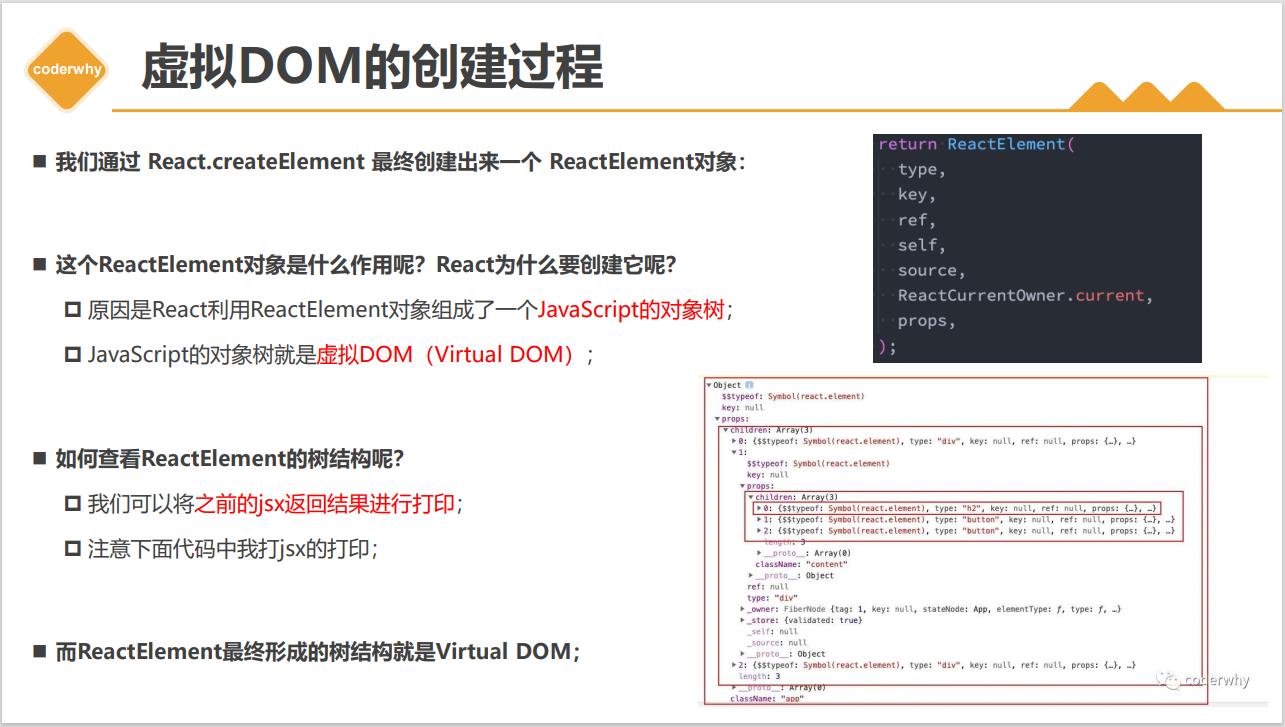 coderwhy
虚拟DOM的创建过程
我们通过 React.createElement 最终创建出来一个 ReactElement对象：
这个ReactElement对象是什么作用呢？React为什么要创建它呢？
原因是React利用ReactElement对象组成了一个JavaScript的对象树；
JavaScript的对象树就是虚拟DOM（Virtual DOM）；
如何查看ReactElement的树结构呢？
我们可以将之前的jsx返回结果进行打印；
注意下面代码中我打jsx的打印；
而ReactElement最终形成的树结构就是Virtual DOM；
return ReactElement(
type,
key,
ref,
self,
source,
ReactCurrentOwner.current,
props,
);
Object
$$typeof: Symbol(react.element)
key: null
props:
children: Array(3)
0: {$$typeof: Symbol(react.element), type: "div", key: null, ref: null, props: {…}, …}
1:
$$typeof: Symbol(react.element)
key: null
props:
children: Array(3)
0: {$$typeof: Symbol(react.element), type: "h2", key: null, ref: null, props: {…}, …}
1: {$$typeof: Symbol(react.element), type: "button", key: null, ref: null, props: {…}, …}
2: {$$typeof: Symbol(react.element), type: "button", key: null, ref: null, props: {…}, …}
length: 3
__proto__: Array(0)
className: "content"
__proto__: Object
ref: null
type: "div"
_owner: FiberNode {tag: 1, key: null, stateNode: App, elementType: ƒ, type: ƒ, …}
_store: {validated: true}
_self: null
_source: null
__proto__: Object
2: {$$typeof: Symbol(react.element), type: "div", key: null, ref: null, props: {…}, …}
length: 3
__proto__: Array(0)
className: "app"
coderwhy